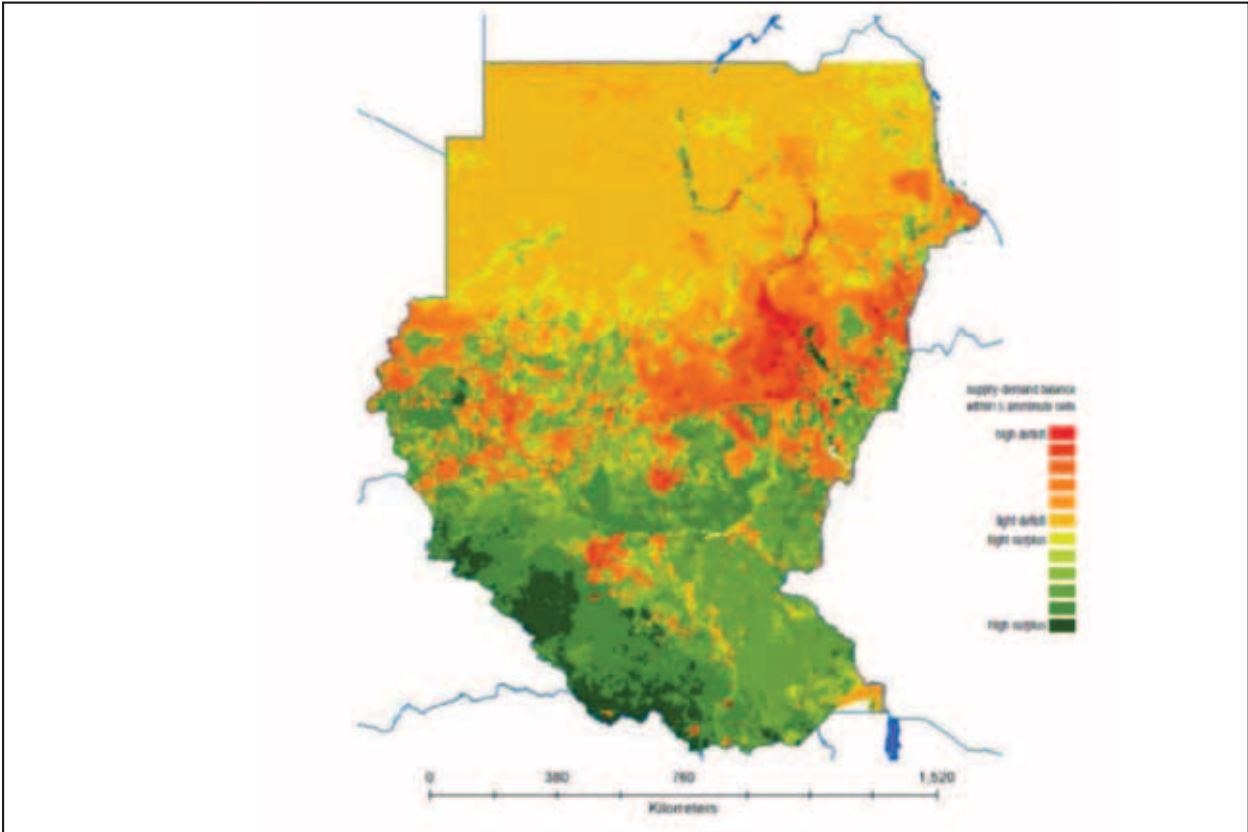 supply-demand balance
within 5 arcminute cells
high deficit
light deficit
light surplus
High surplus
0 380 760 1,520
Kilometers